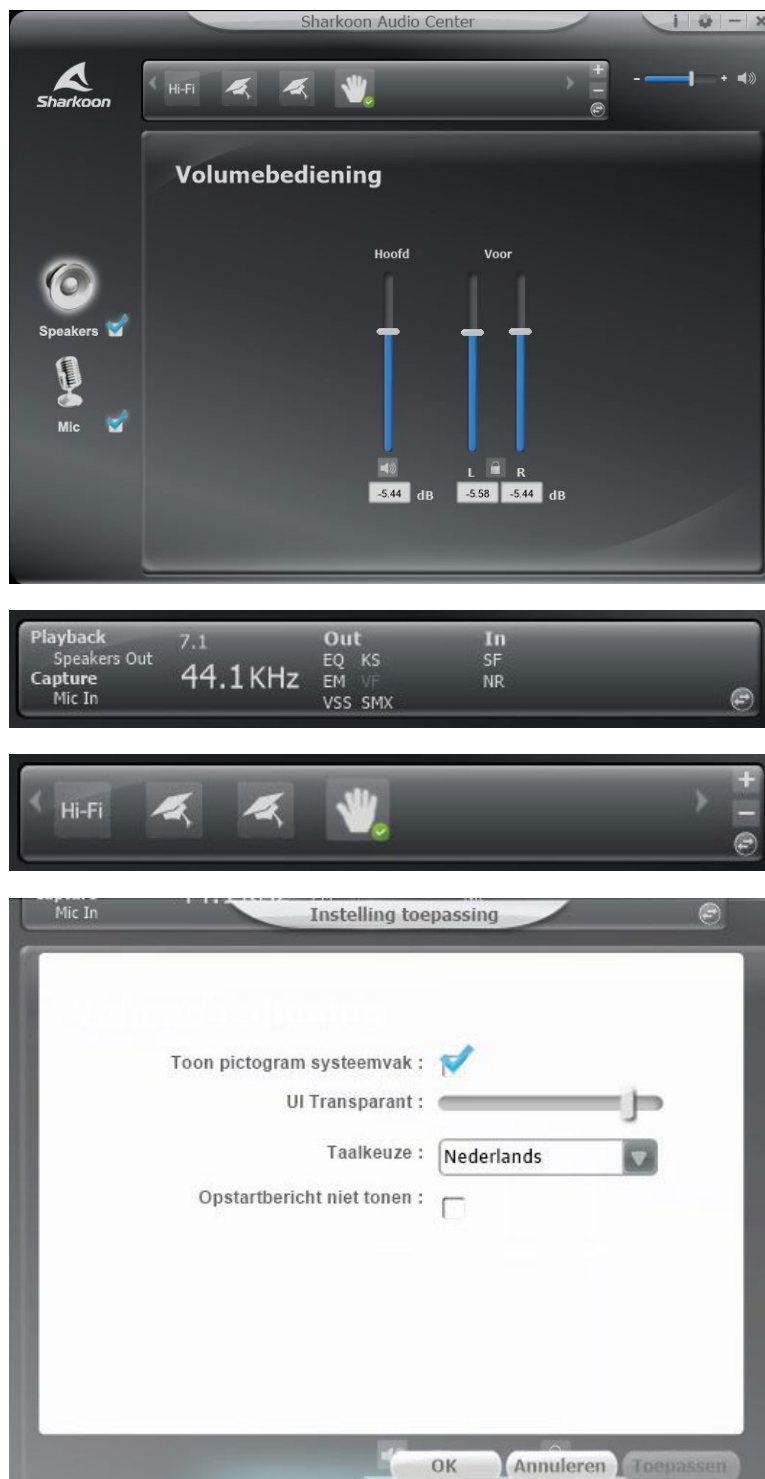 Sharkoon Audio Center
i
Sharkoon
Hi-Fi
Volumebediening
Hoofd Voor
Speakers
Mic
L R
-5.44 dB -5.58 -5.44 dB
Playback 7.1 Out In
Speakers Out EQ KS SF
Capture 44.1KHz EM VF NR
Mic In VSS SMX
Hi-Fi
Mic In
Instelling toepassing
Toon pictogram systeemvak :
UI Transparant :
Taalkeuze : Nederlands
Opstartbericht niet tonen :
OK Annuleren Toepassen